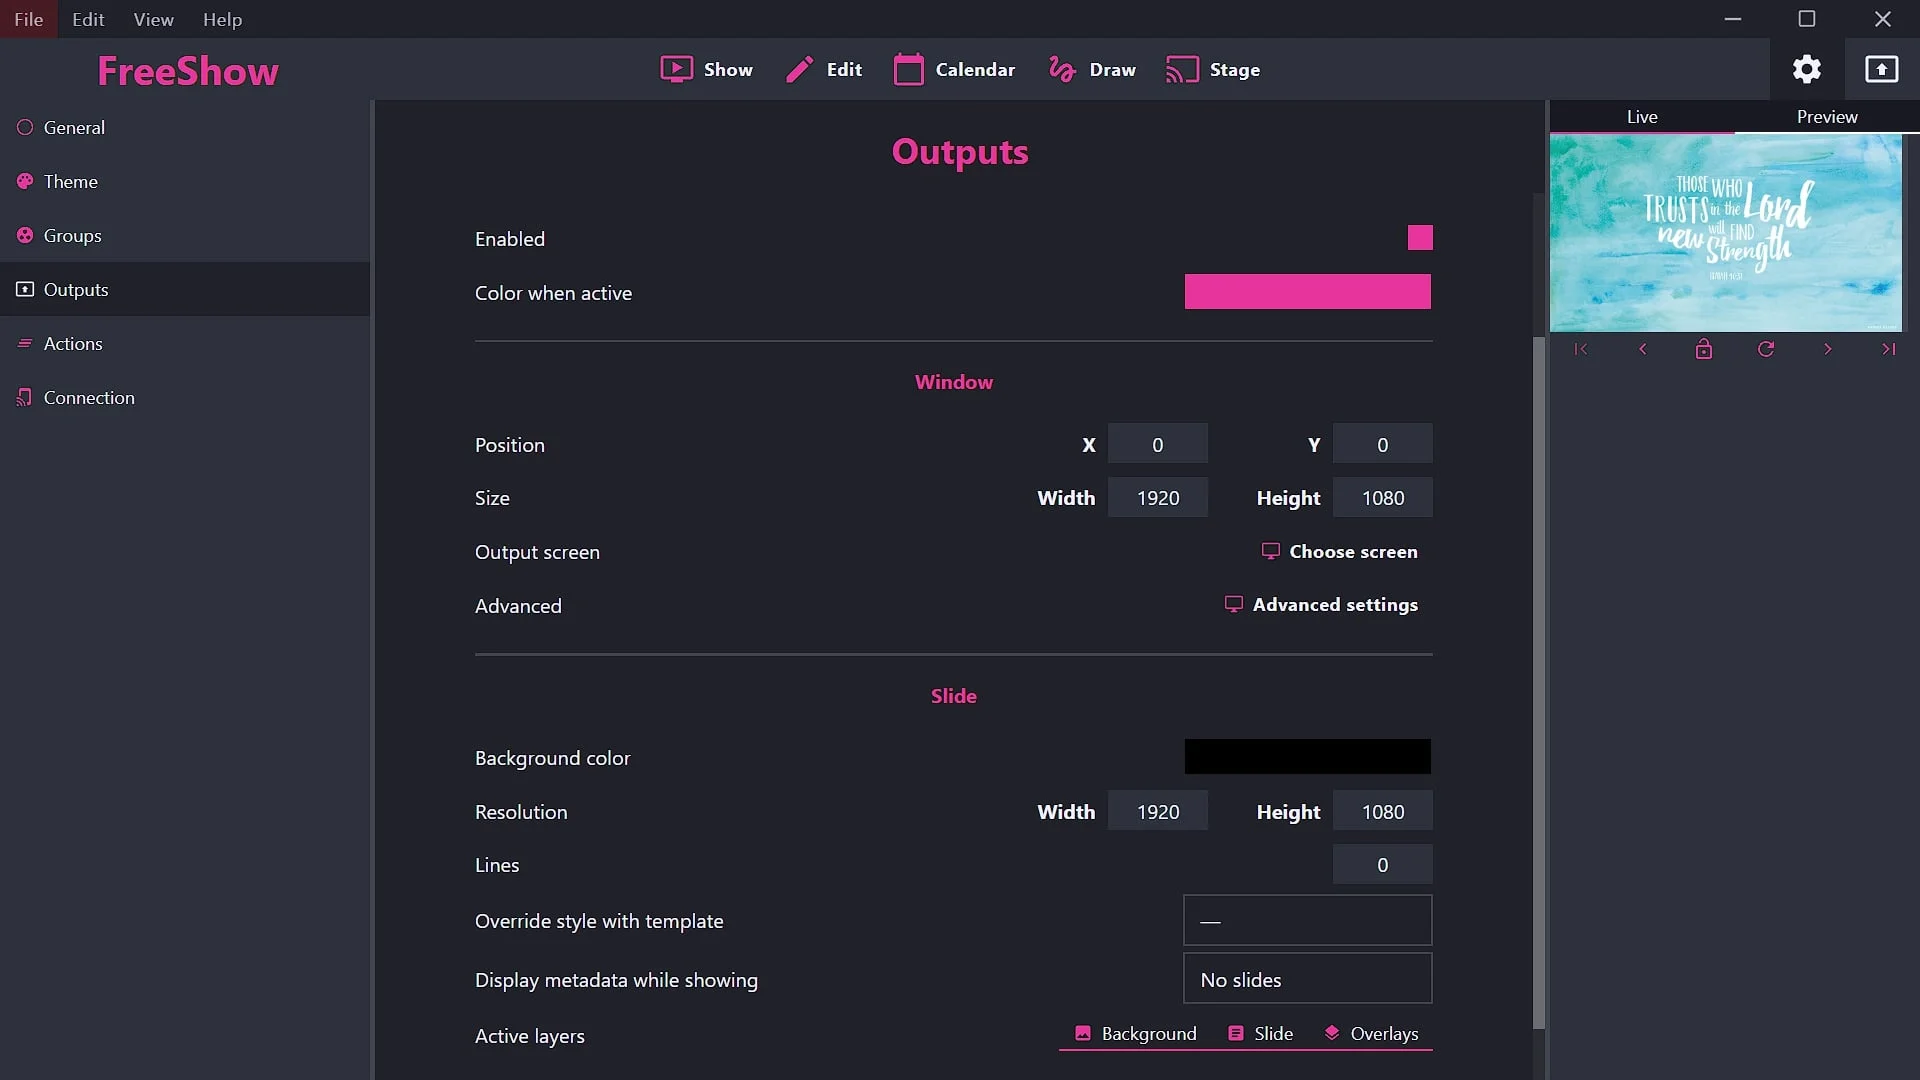 File Edit View Help
FreeShow
Show Edit Calendar Draw Stage
General
Theme
Groups
Outputs
Actions
Connection
Outputs
Enabled
Color when active
Window
Position X 0 Y 0
Size Width 1920 Height 1080
Output screen Choose screen
Advanced Advanced settings
Slide
Background color
Resolution Width 1920 Height 1080
Lines 0
Override style with template —
Display metadata while showing No slides
Active layers Background Slide Overlays
Live Preview
THOSE WHO
TRUSTS in the Lord
will FIND
new Strength